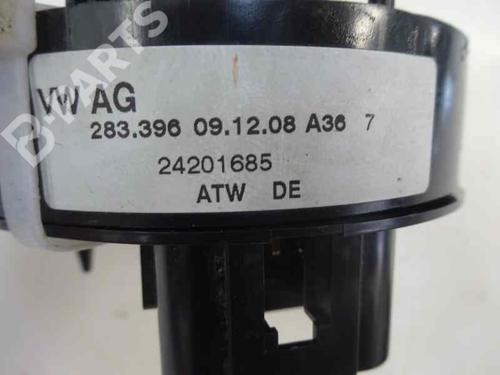 B-PARTS
VW AG
283.396 09.12.08 A36 7
24201685
ATW DE